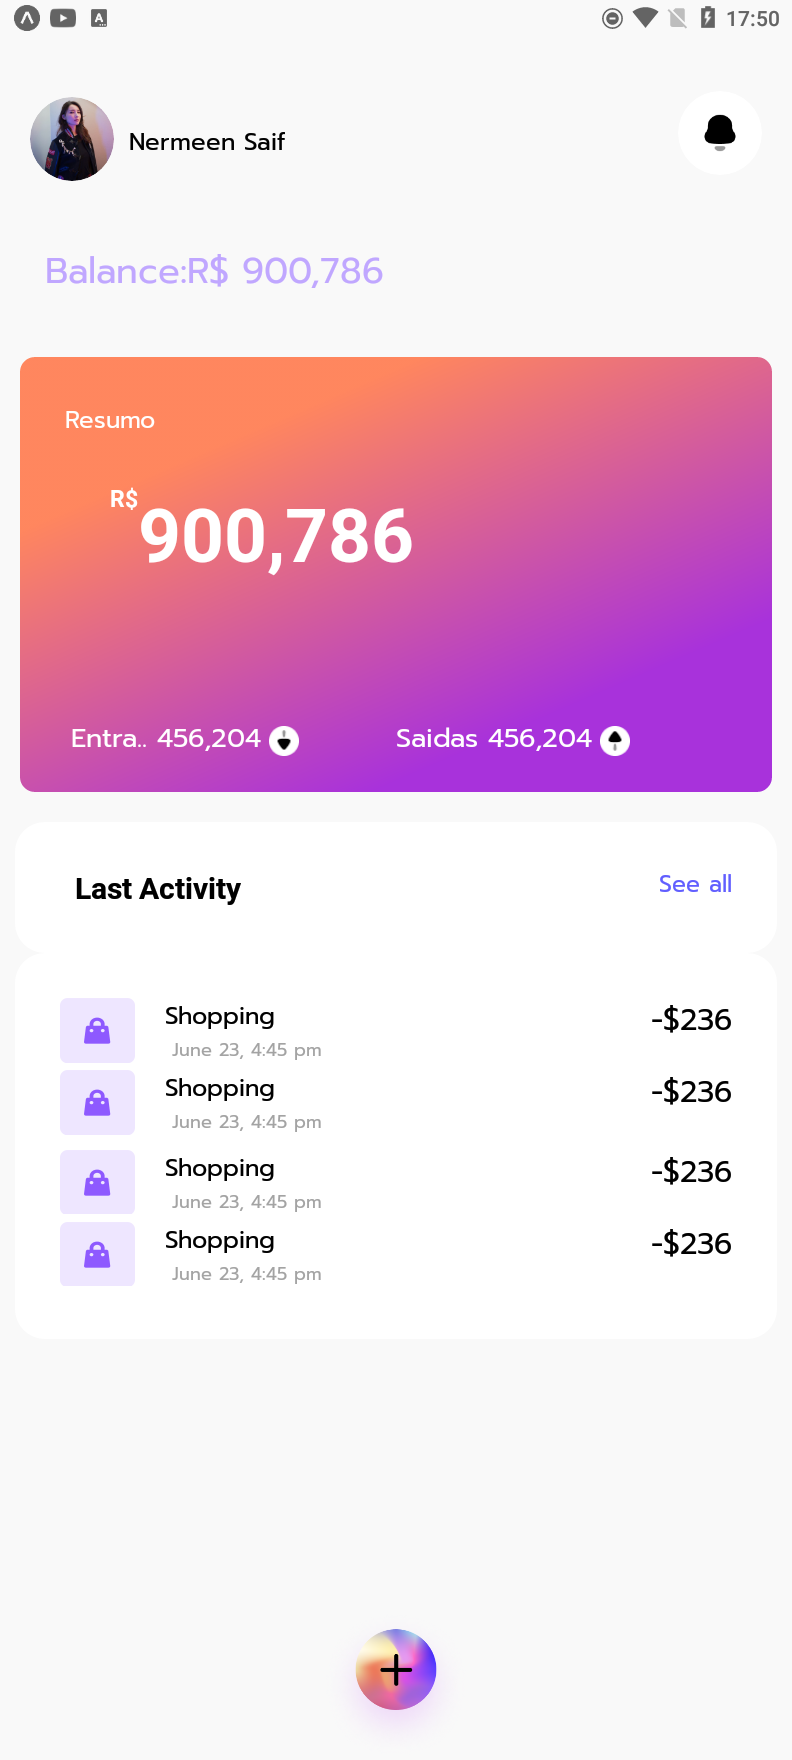 17:50
Nermeen Saif
Balance:R$ 900,786
Resumo
R$
900,786
Entra.. 456,204 Saidas 456,204
Last Activity See all
Shopping -$236
June 23, 4:45 pm
Shopping -$236
June 23, 4:45 pm
Shopping -$236
June 23, 4:45 pm
Shopping -$236
June 23, 4:45 pm